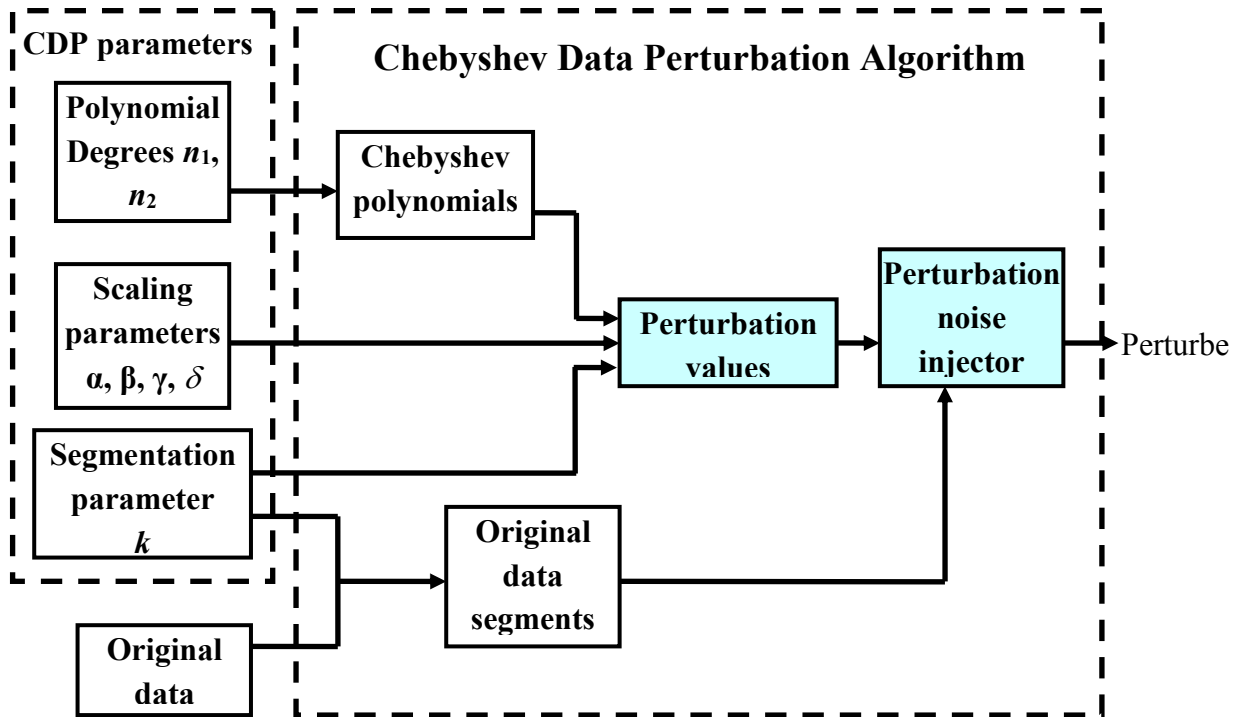 CDP parameters
Polynomial
Degrees n₁,
n₂
Scaling
parameters
α, β, γ, δ
Segmentation
parameter
k
Original
data
Chebyshev Data Perturbation Algorithm
Chebyshev
polynomials
Perturbation
values
Original
data
segments
Perturbation
noise
injector
Perturbe